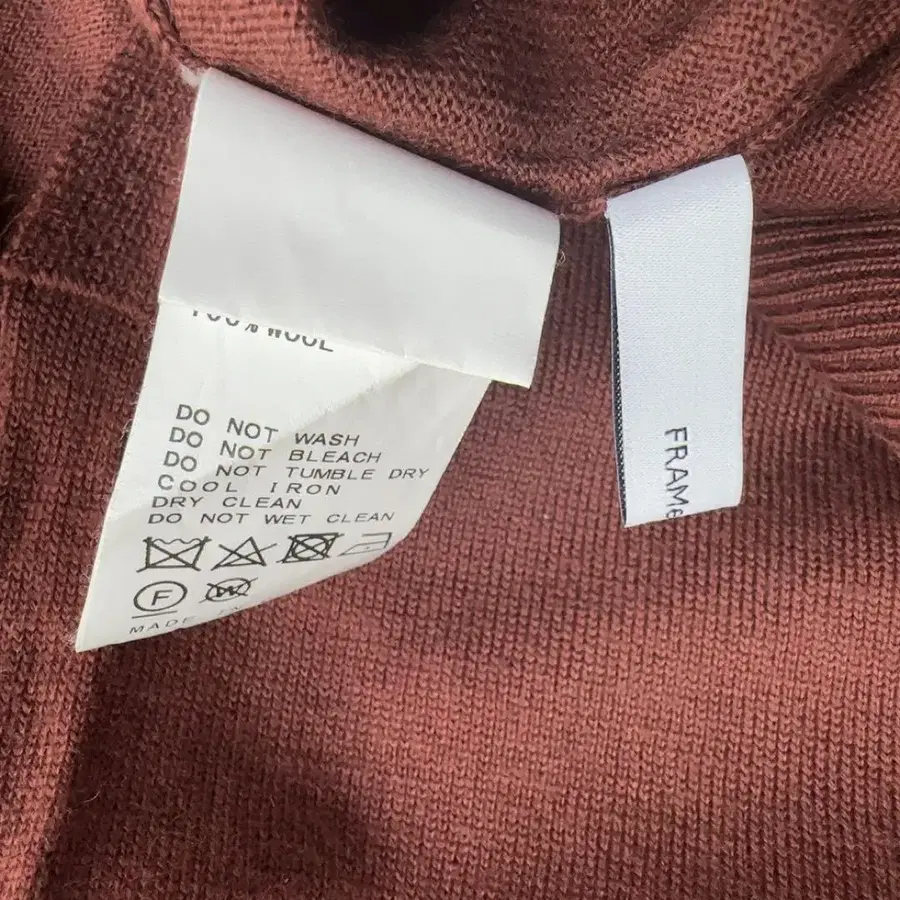 100% WOOL
DO NOT WASH
DO NOT BLEACH
DO NOT TUMBLE DRY
COOL IRON
DRY CLEAN
DO NOT WET CLEAN
F
W
MADE
FRAM